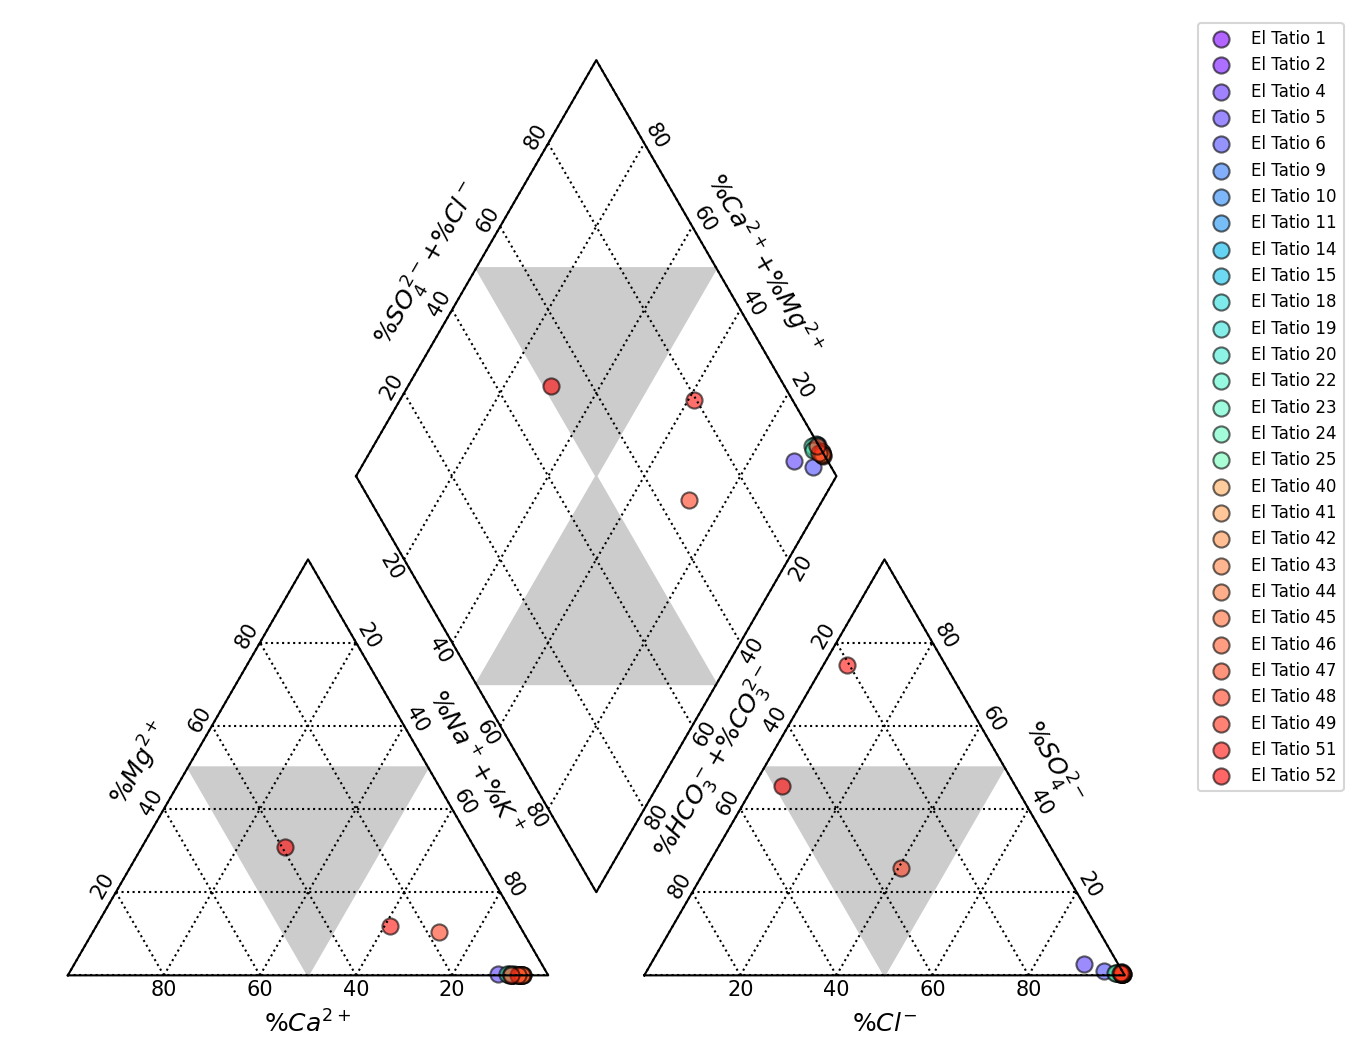 80
80
%SO₄²⁻+%Cl⁻
%Ca²⁺+%Mg²⁺
60
60
40
40
20
20
20
20
40
40
60
60
80
80
%Mg²⁺
%Na⁺+%K⁺
80
20
60
40
40
60
20
80
80
60
40
20
%Ca²⁺
%HCO₃⁻+%CO₃²⁻
%SO₄²⁻
20
80
40
60
60
40
80
20
20
40
60
80
%Cl⁻
El Tatio 1
El Tatio 2
El Tatio 4
El Tatio 5
El Tatio 6
El Tatio 9
El Tatio 10
El Tatio 11
El Tatio 14
El Tatio 15
El Tatio 18
El Tatio 19
El Tatio 20
El Tatio 22
El Tatio 23
El Tatio 24
El Tatio 25
El Tatio 40
El Tatio 41
El Tatio 42
El Tatio 43
El Tatio 44
El Tatio 45
El Tatio 46
El Tatio 47
El Tatio 48
El Tatio 49
El Tatio 51
El Tatio 52